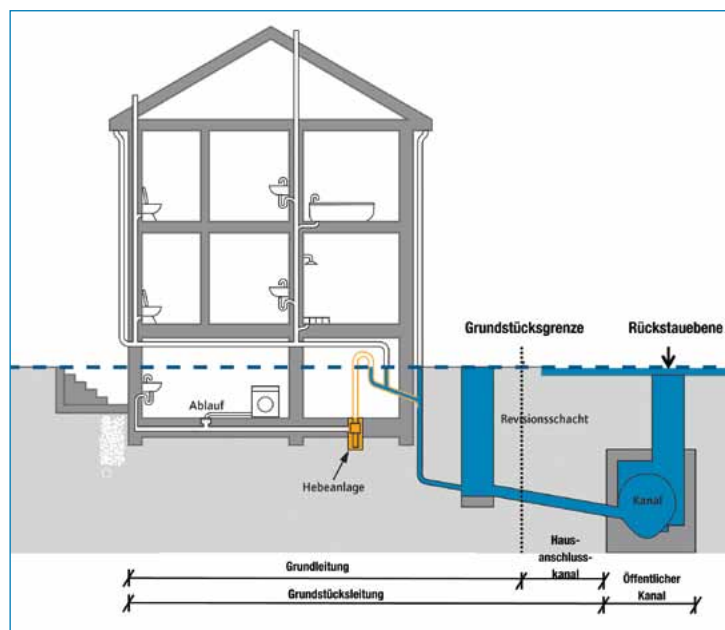 Grundstücksgrenze
Rückstauebene
Ablauf
Revisionsschacht
Hebeanlage
Kanal
Haus-
anschluss-
kanal
Grundleitung
Öffentlicher
Kanal
Grundstücksleitung